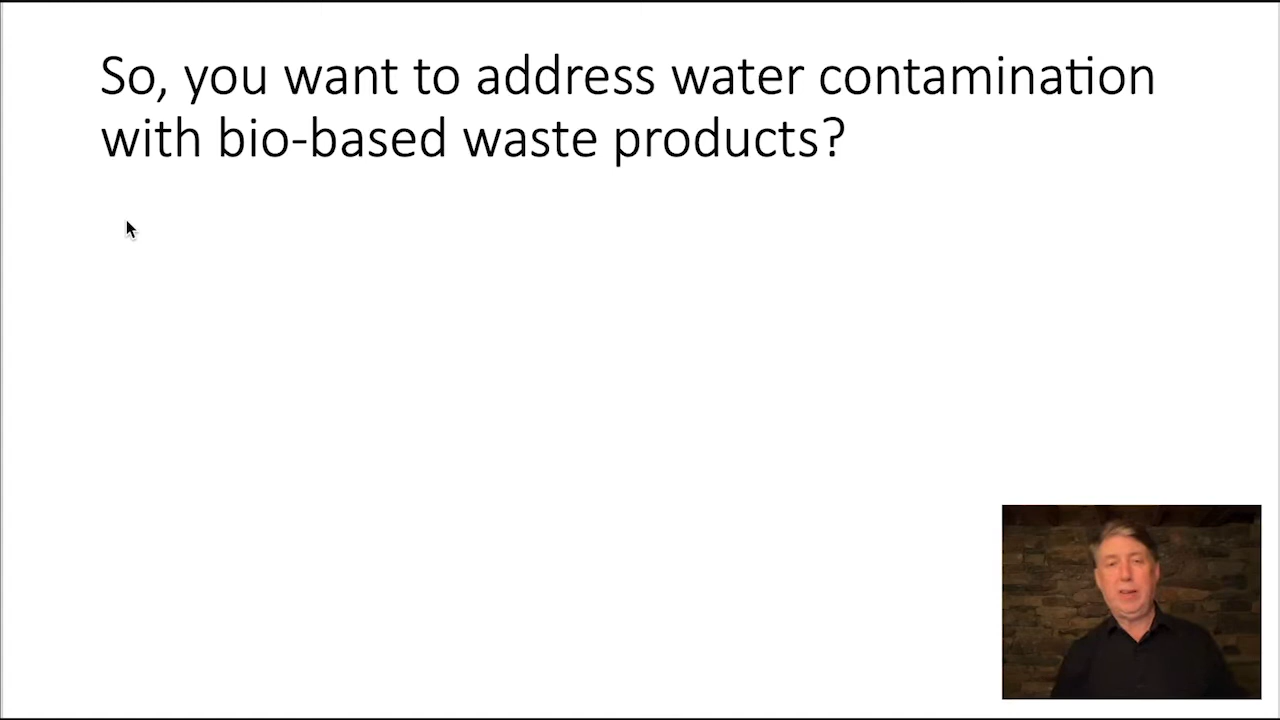 So, you want to address water contamination
with bio-based waste products?